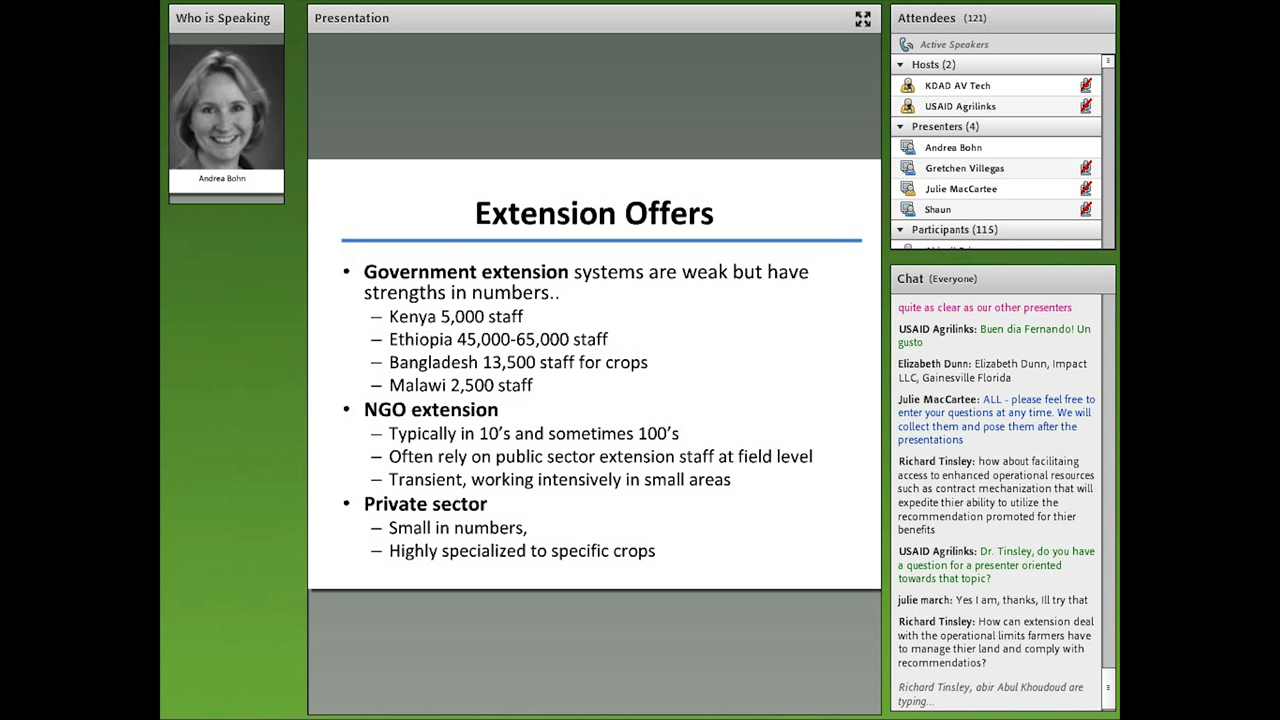 Who is Speaking
Andrea Bohn
Presentation
Extension Offers
• Government extension systems are weak but have
strengths in numbers..
– Kenya 5,000 staff
– Ethiopia 45,000-65,000 staff
– Bangladesh 13,500 staff for crops
– Malawi 2,500 staff
• NGO extension
– Typically in 10's and sometimes 100's
– Often rely on public sector extension staff at field level
– Transient, working intensively in small areas
• Private sector
– Small in numbers,
– Highly specialized to specific crops
Attendees (121)
Active Speakers
Hosts (2)
KDAD AV Tech
USAID Agrilinks
Presenters (4)
Andrea Bohn
Gretchen Villegas
Julie MacCartee
Shaun
Participants (115)
Chat (Everyone)
quite as clear as our other presenters
USAID Agrilinks: Buen dia Fernando! Un
gusto
Elizabeth Dunn: Elizabeth Dunn, Impact
LLC, Gainesville Florida
Julie MacCartee: ALL - please feel free to
enter your questions at any time. We will
collect them and pose them after the
presentations
Richard Tinsley: how about facilitaing
access to enhanced operational resources
such as contract mechanization that will
expedite thier ability to utilize the
recommendation promoted for thier
benefits
USAID Agrilinks: Dr. Tinsley, do you have
a question for a presenter oriented
towards that topic?
julie march: Yes I am, thanks, Ill try that
Richard Tinsley: How can extension deal
with the operational limits farmers have
to manage thier land and comply with
recommendatios?
Richard Tinsley, abir Abul Khoudoud are
typing...